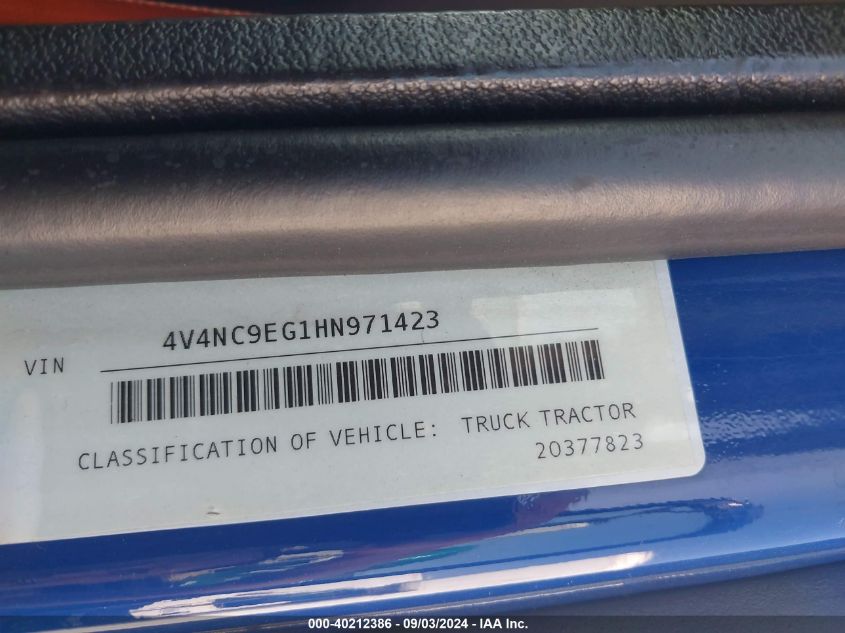 4V4NC9EG1HN971423
VIN
CLASSIFICATION OF VEHICLE: TRUCK TRACTOR
20377823
000-40212386 - 09/03/2024 - IAA Inc.